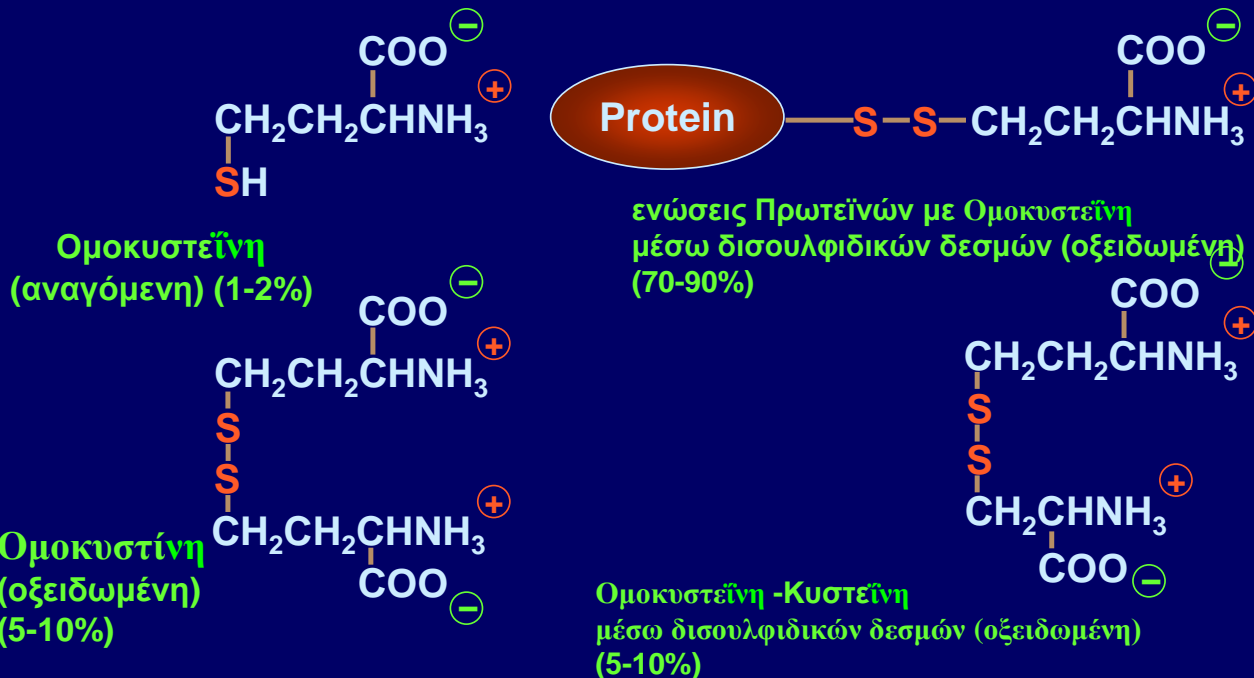 COO⊖
CH₂CH₂CHNH₃⊕
SH
Ομοκυστεΐνη
(αναγόμενη) (1-2%)
Protein
S S CH₂CH₂CHNH₃⊕
COO⊖
ενώσεις Πρωτεϊνών με Ομοκυστεΐνη
μέσω δισουλφιδικών δεσμών (οξειδωμένη)
(70-90%)
COO⊖
CH₂CH₂CHNH₃⊕
S
S
CH₂CH₂CHNH₃⊕
COO⊖
Ομοκυστίνη
(οξειδωμένη)
(5-10%)
COO⊖
CH₂CH₂CHNH₃⊕
S
S
CH₂CHNH₃⊕
COO⊖
Ομοκυστεΐνη -Κυστεΐνη
μέσω δισουλφιδικών δεσμών (οξειδωμένη)
(5-10%)